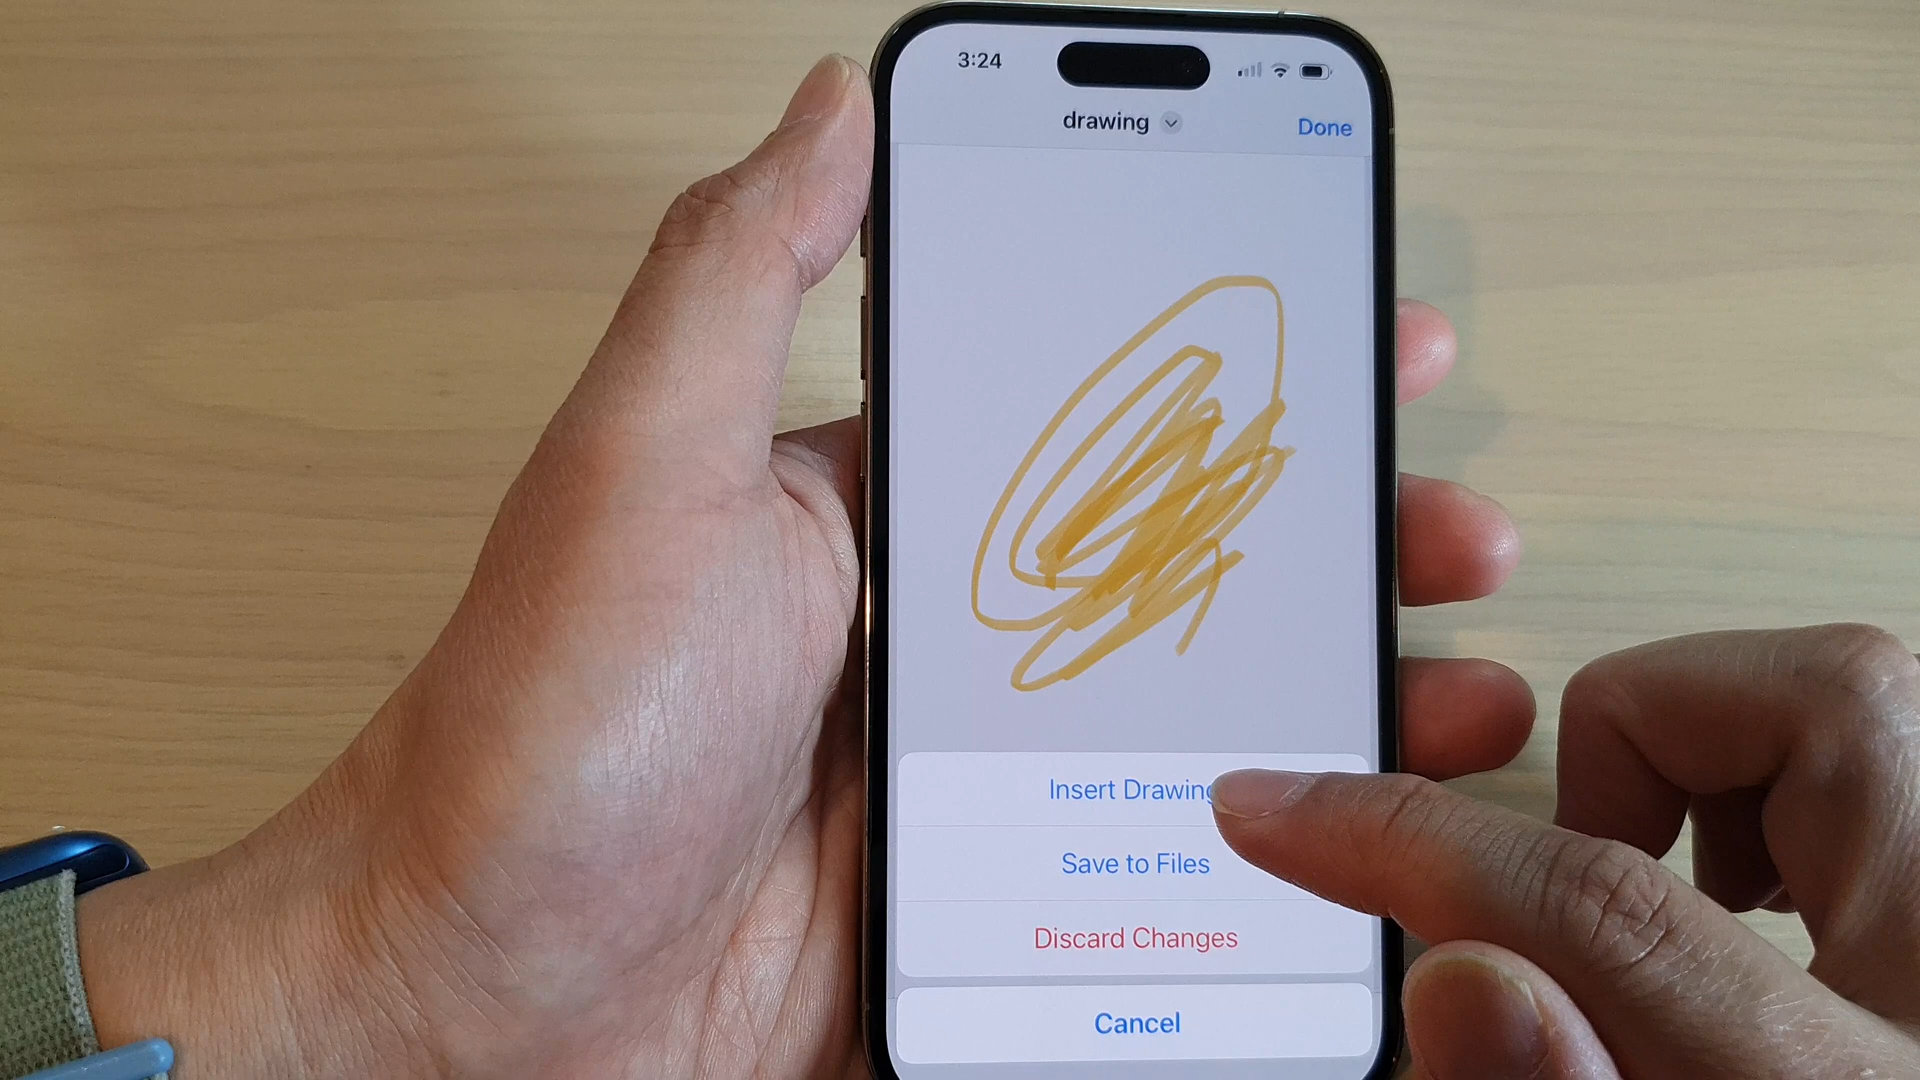 3:24
drawing
Done
Insert Drawing
Save to Files
Discard Changes
Cancel